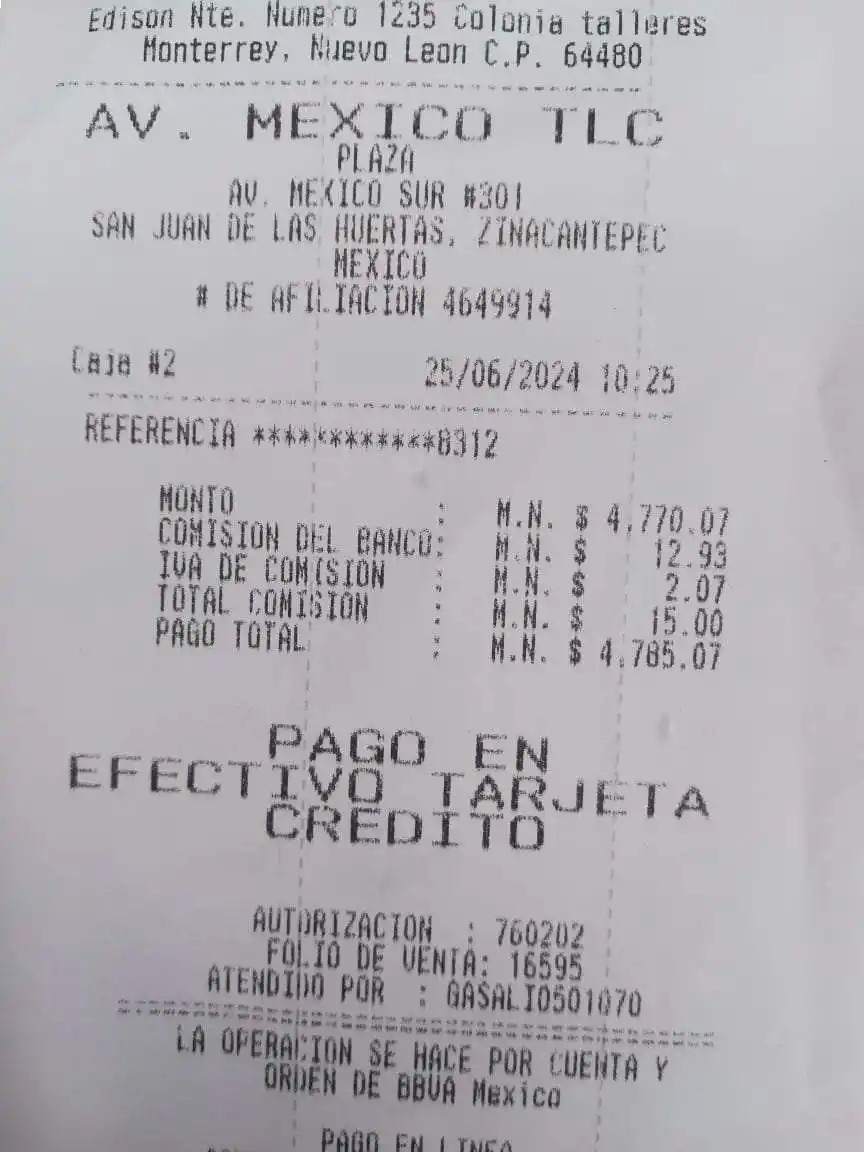 Edison Nte. Numero 1235 Colonia talleres
Monterrey, Nuevo Leon C.P. 64480
AV. MEXICO TLC
PLAZA
AV. MEXICO SUR #301
SAN JUAN DE LAS HUERTAS, ZINACANTEPEC
MEXICO
# DE AFILIACION 4649914
Caja #2 25/06/2024 10:25
REFERENCIA ************8312
MONTO : M.N. $ 4,770.07
COMISION DEL BANCO: M.N. $ 12.93
IVA DE COMISION : M.N. $ 2.07
TOTAL COMISION : M.N. $ 15.00
PAGO TOTAL : M.N. $ 4,785.07
PAGO EN
EFECTIVO TARJETA
CREDITO
AUTORIZACION : 760202
FOLIO DE VENTA: 16595
ATENDIDO POR : GASALIO501070
LA OPERACION SE HACE POR CUENTA Y
ORDEN DE BBVA Mexico
PAGO EN LINEA